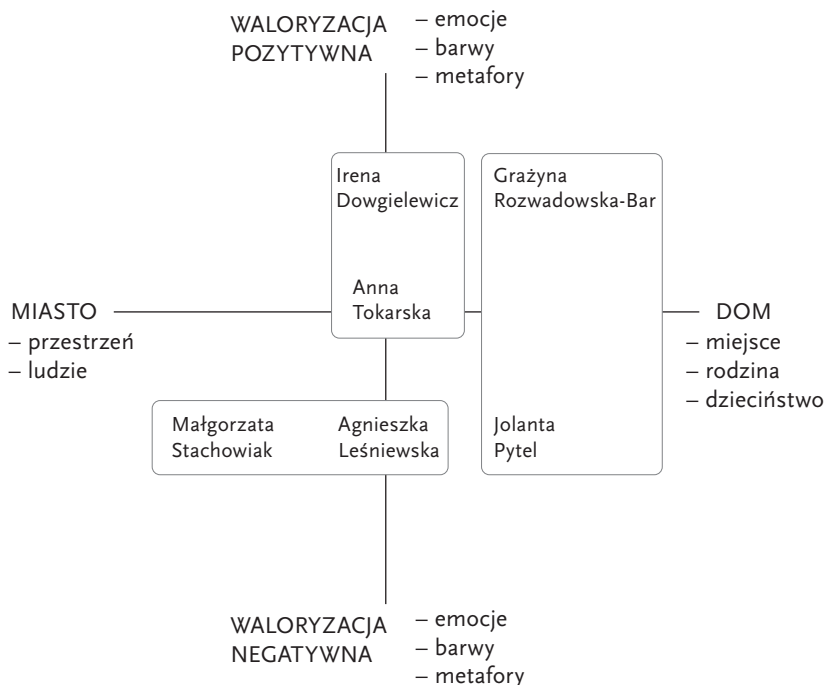 WALORYZACJA
POZYTYWNA
– emocje
– barwy
– metafory
Irena
Dowgielewicz
Grażyna
Rozwadowska-Bar
Anna
Tokarska
MIASTO
– przestrzeń
– ludzie
DOM
– miejsce
– rodzina
– dzieciństwo
Małgorzata
Stachowiak
Agnieszka
Leśniewska
Jolanta
Pytel
WALORYZACJA
NEGATYWNA
– emocje
– barwy
– metafory